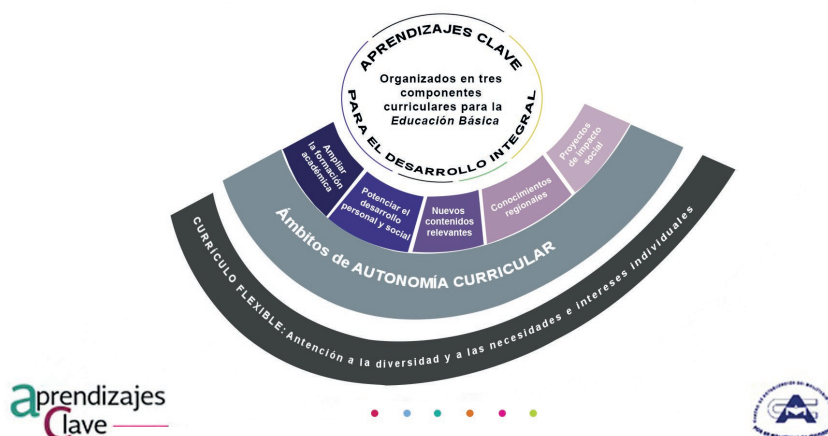 APRENDIZAJES CLAVE
PARA EL DESARROLLO INTEGRAL
Organizados en tres
componentes
curriculares para la
Educación Básica
Ampliar
la formación
académica
Potenciar el
desarrollo
personal y social
Nuevos
contenidos
relevantes
Conocimientos
regionales
Proyectos
de impacto
social
Ámbitos de AUTONOMÍA CURRICULAR
CURRÍCULO FLEXIBLE: Antención a la diversidad y a las necesidades e intereses individuales
aprendizajes
Clave